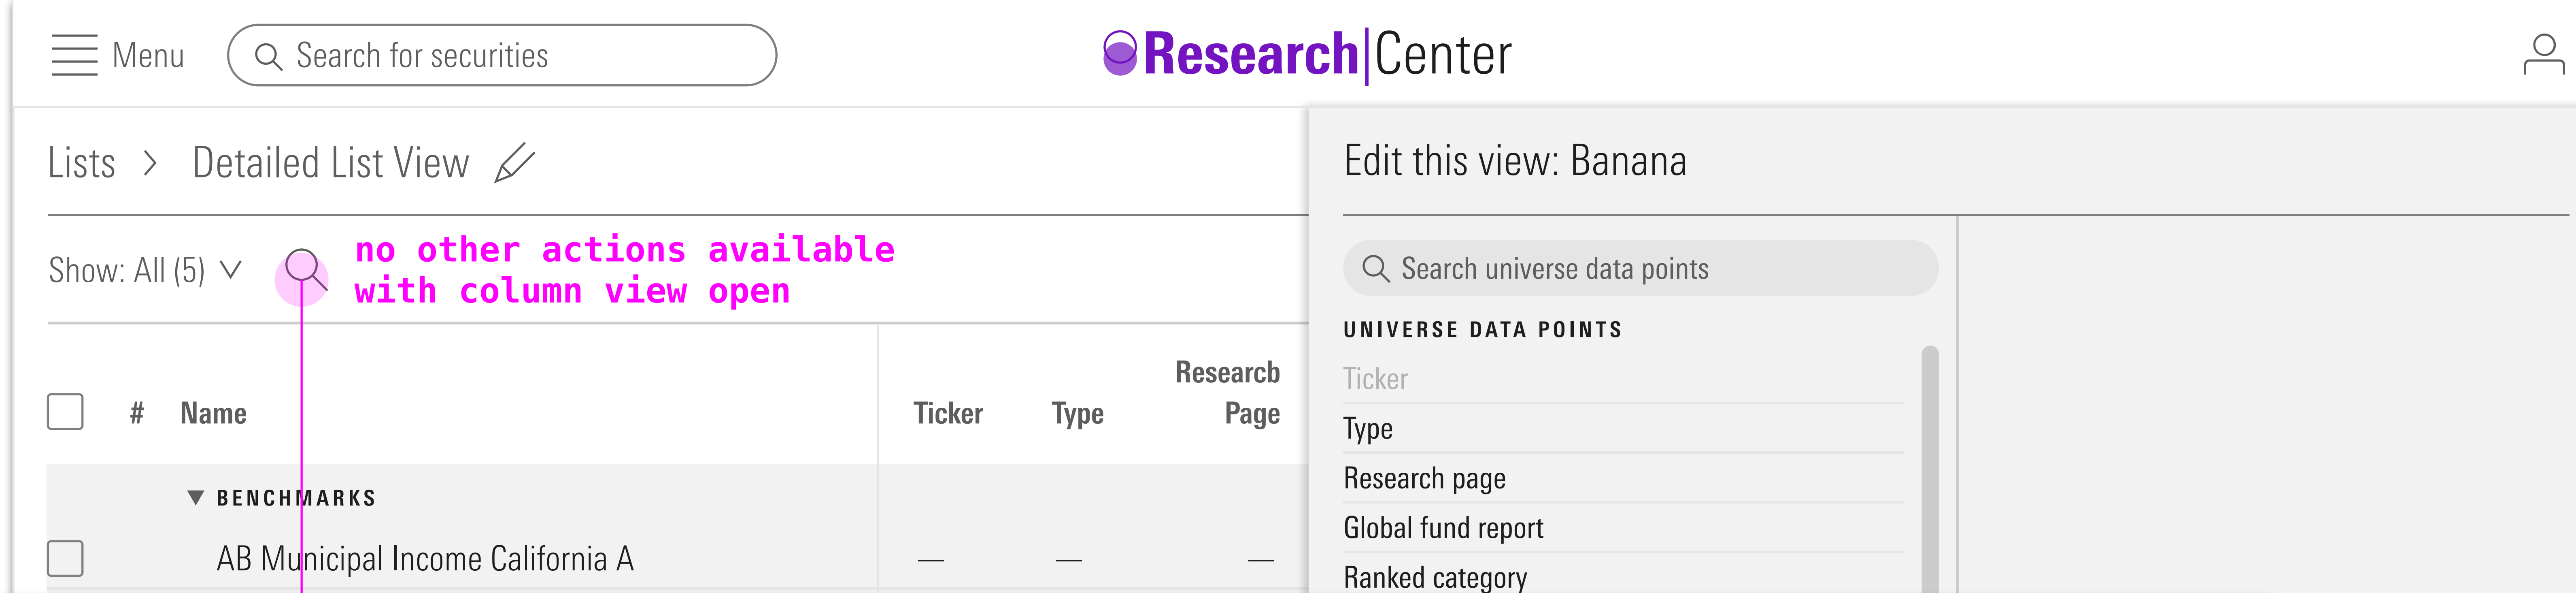 Menu
Search for securities
Research|Center
Lists > Detailed List View
Edit this view: Banana
Show: All (5)
no other actions available
with column view open
Search universe data points
UNIVERSE DATA POINTS
# Name
Ticker
Type
Researcb
Page
Ticker
Type
Research page
Global fund report
Ranked category
BENCHMARKS
AB Municipal Income California A
— — —